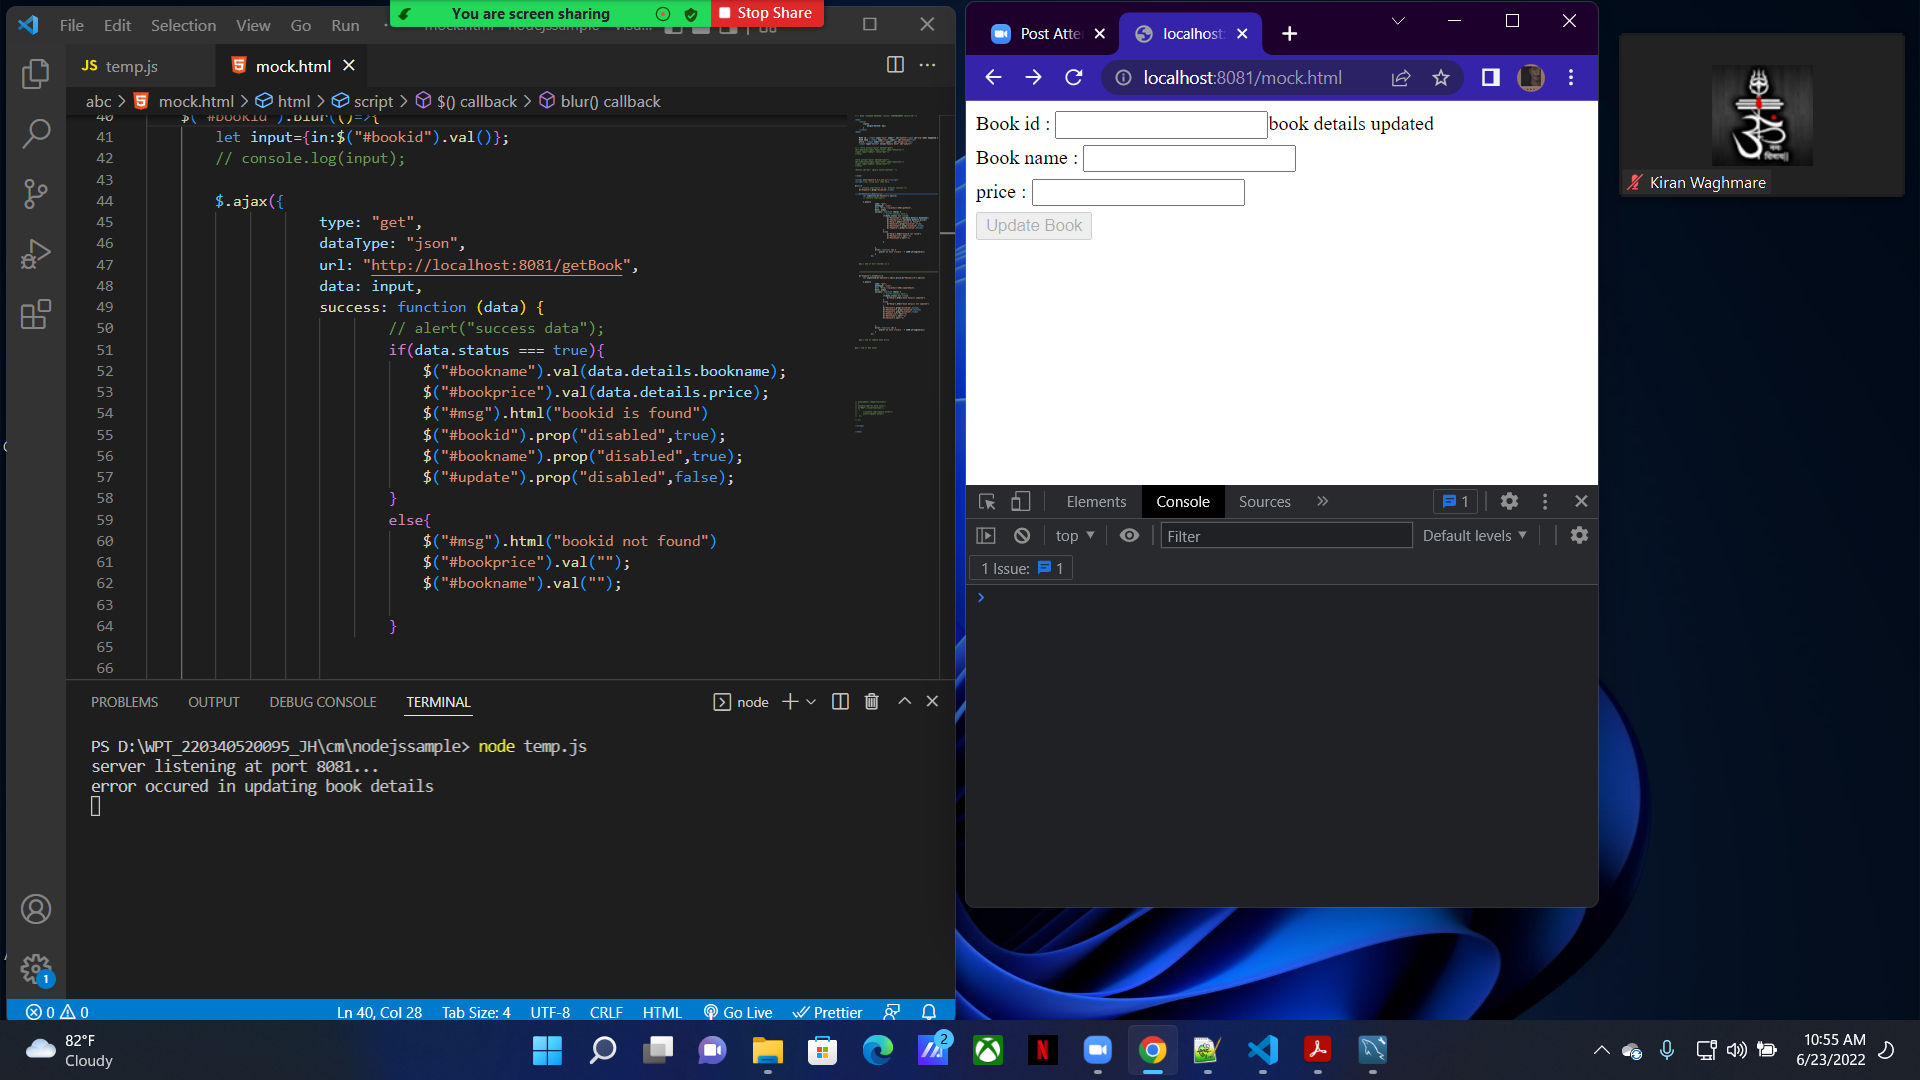 You are screen sharing
Stop Share
File Edit Selection View Go Run
JS temp.js
mock.html
abc > mock.html > html > script > $() callback > blur() callback
40 $("#bookid").blur(()=>{
41 let input={in:$("#bookid").val()};
42 // console.log(input);
43
44 $.ajax({
45 type: "get",
46 dataType: "json",
47 url: "http://localhost:8081/getBook",
48 data: input,
49 success: function (data) {
50 // alert("success data");
51 if(data.status === true){
52 $("#bookname").val(data.details.bookname);
53 $("#bookprice").val(data.details.price);
54 $("#msg").html("bookid is found")
55 $("#bookid").prop("disabled",true);
56 $("#bookname").prop("disabled",true);
57 $("#update").prop("disabled",false);
58 }
59 else{
60 $("#msg").html("bookid not found")
61 $("#bookprice").val("");
62 $("#bookname").val("");
63
64 }
65
66
PROBLEMS OUTPUT DEBUG CONSOLE TERMINAL
node
PS D:\WPT_220340520095_JH\cm\nodejssample> node temp.js
server listening at port 8081...
error occured in updating book details
0 0
Ln 40, Col 28 Tab Size: 4 UTF-8 CRLF HTML Go Live Prettier
1
Post Atte
localhost:
localhost:8081/mock.html
Book id : book details updated
Book name :
price :
Update Book
Elements Console Sources » 1
top Filter Default levels
1 Issue: 1
>
Kiran Waghmare
82°F
Cloudy
2
10:55 AM
6/23/2022